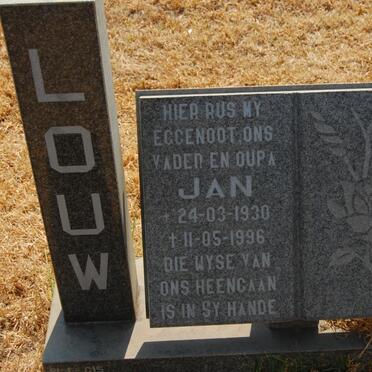 LOUW
HIER RUS MY
EGGENOOT, ONS
VADER EN OUPA
JAN
+ 24-03-1930
† 11-05-1996
DIE WYSE VAN
ONS HEENGAAN
IS IN SY HANDE